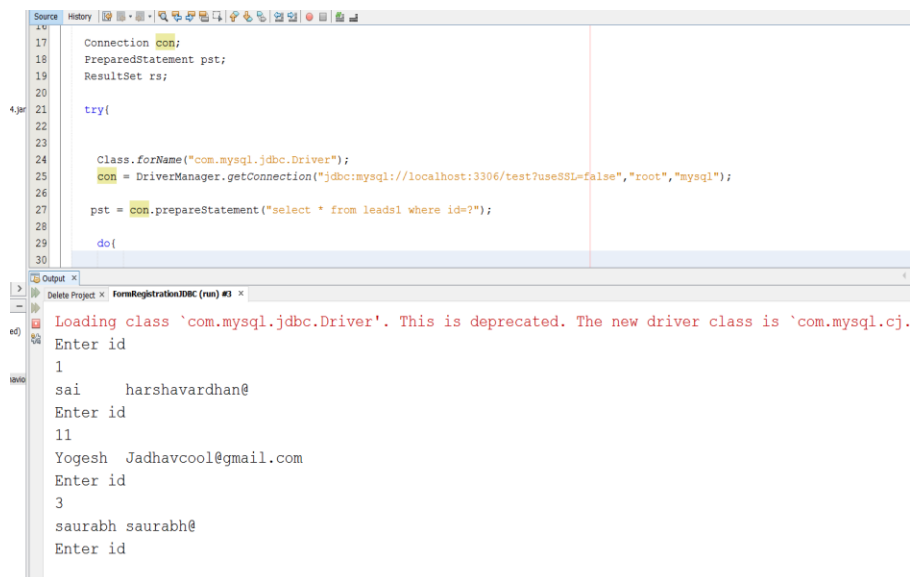 Source History
16
17 Connection con;
18 PreparedStatement pst;
19 ResultSet rs;
20
4.jar 21 try{
22
23
24 Class.forName("com.mysql.jdbc.Driver");
25 con = DriverManager.getConnection("jdbc:mysql://localhost:3306/test?useSSL=false","root","mysql");
26
27 pst = con.prepareStatement("select * from leads1 where id=?");
28
29 do{
30
Output ×
Delete Project × FormRegistrationJDBC (run) #3 ×
Loading class `com.mysql.jdbc.Driver'. This is deprecated. The new driver class is `com.mysql.cj.
ed) Enter id
1
sai harshavardhan@
Enter id
11
Yogesh Jadhavcool@gmail.com
Enter id
3
saurabh saurabh@
Enter id